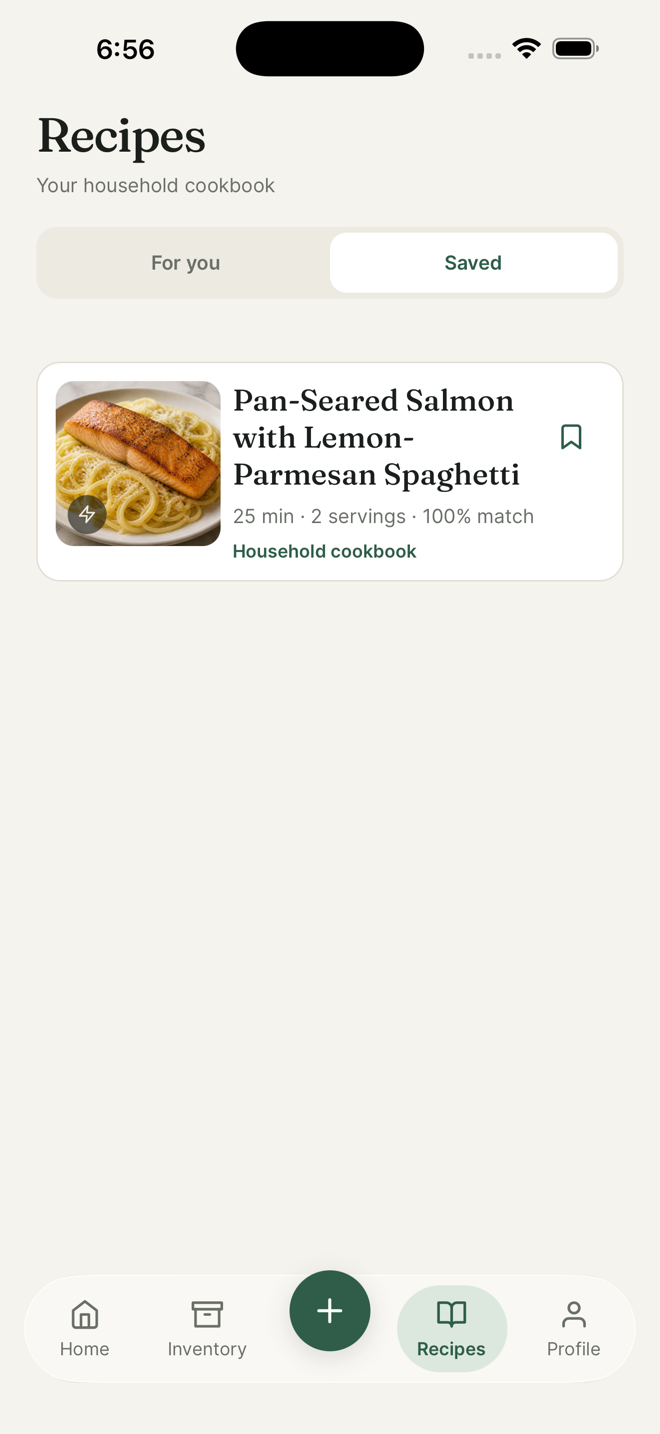 6:56
Recipes
Your household cookbook
For you
Saved
Pan-Seared Salmon
with Lemon-
Parmesan Spaghetti
25 min · 2 servings · 100% match
Household cookbook
Home
Inventory
Recipes
Profile